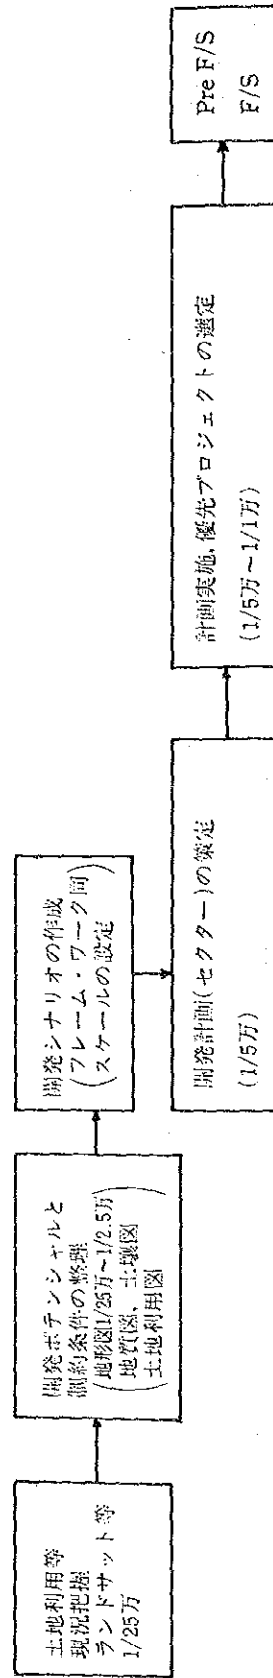 土地利用等
現況把握
ランドサット等
1/25万
開発ポテンシャルと
制約条件の整理
(地形図1/25万~1/2.5万
地質図、土壌図
土地利用図)
開発シナリオの作成
(フレーム・ワーク間
スケールの設定)
開発計画(セクター)の策定
(1/5万)
計画実施,優先プロジェクトの選定
(1/5万~1/1万)
Pre F/S
F/S